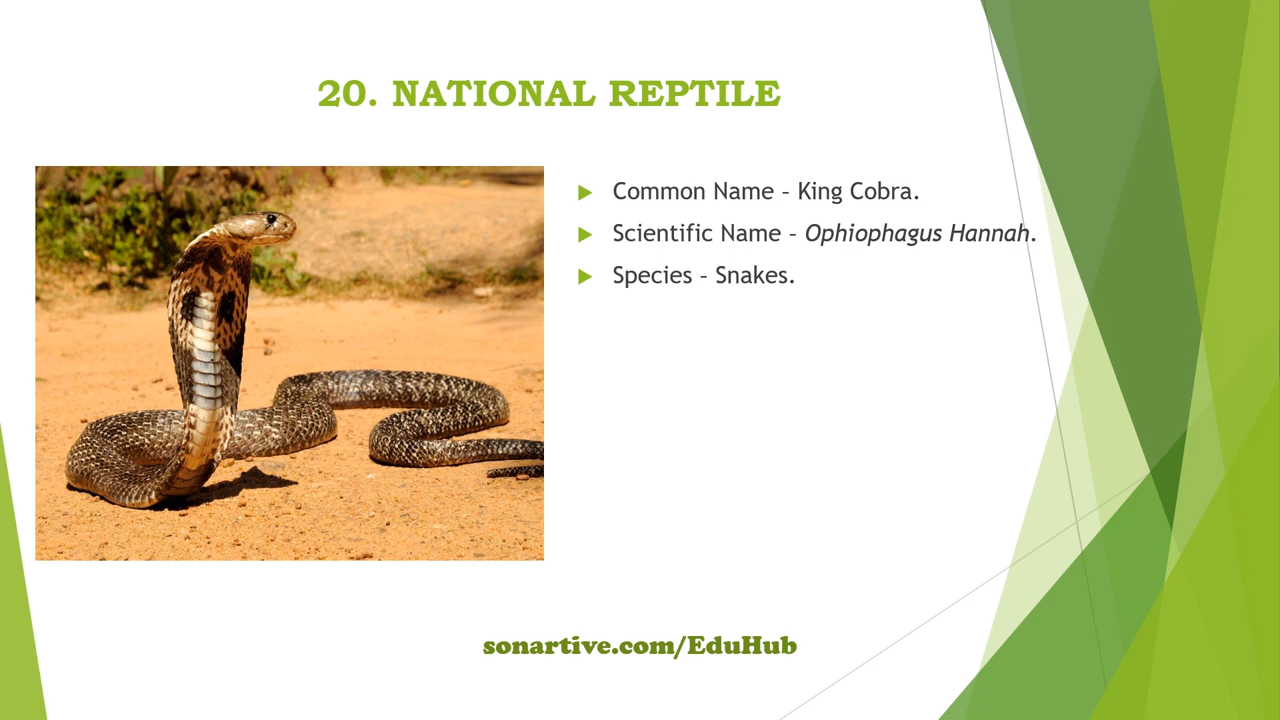 20. NATIONAL REPTILE
Common Name – King Cobra.
Scientific Name – Ophiophagus Hannah.
Species – Snakes.
sonartive.com/EduHub